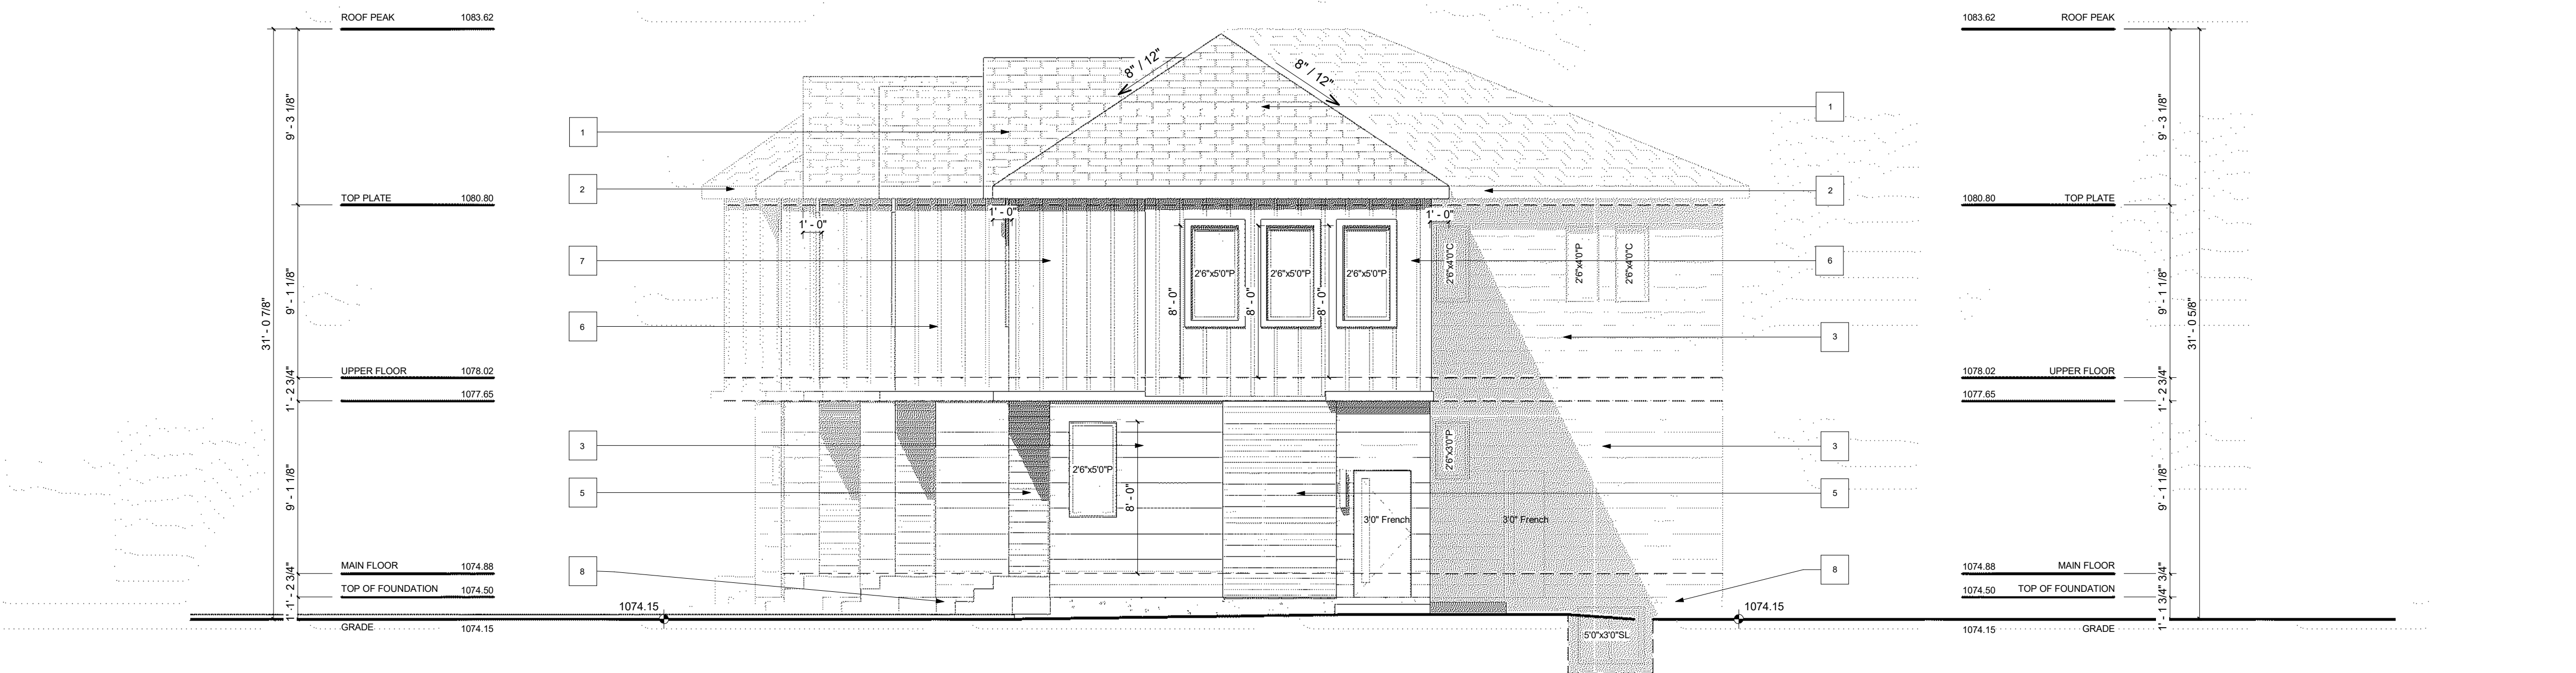 ROOF PEAK 1083.62
TOP PLATE 1080.80
UPPER FLOOR 1078.02
1077.65
MAIN FLOOR 1074.88
TOP OF FOUNDATION 1074.50
GRADE 1074.15
31' - 0 7/8"
9' - 3 1/8"
9' - 1 1/8"
1' - 2 3/4"
9' - 1 1/8"
1' - 2 3/4"
1
2
7
6
3
5
8
8" / 12"
8" / 12"
1' - 0"
1' - 0"
1' - 0"
2'6"x5'0"P
2'6"x5'0"P
2'6"x5'0"P
8' - 0"
8' - 0"
8' - 0"
2'6"x4'0"C
2'6"x4'0"P
2'6"x4'0"C
2'6"x5'0"P
8' - 0"
2'6"x3'0"P
3'0" French
3'0" French
1074.15
1074.15
5'0"x3'0"SL
1
2
6
3
3
5
8
1083.62 ROOF PEAK
1080.80 TOP PLATE
1078.02 UPPER FLOOR
1077.65
1074.88 MAIN FLOOR
1074.50 TOP OF FOUNDATION
1074.15 GRADE
9' - 3 1/8"
9' - 1 1/8"
1' - 2 3/4"
9' - 1 1/8"
1' - 1 3/4"
31' - 0 5/8"